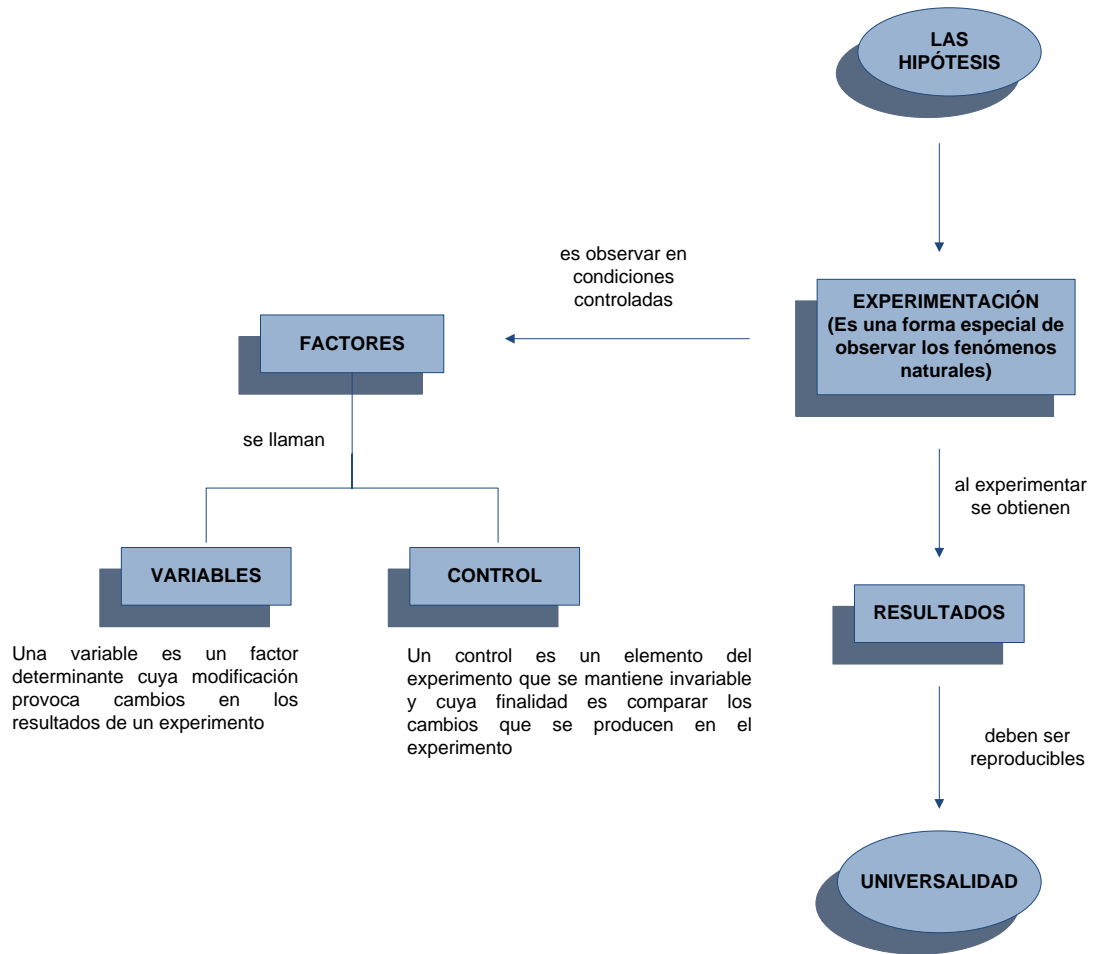 LAS
HIPÓTESIS
es observar en
condiciones
controladas
EXPERIMENTACIÓN
(Es una forma especial de
observar los fenómenos
naturales)
FACTORES
se llaman
al experimentar
se obtienen
VARIABLES
CONTROL
RESULTADOS
Una variable es un factor
determinante cuya modificación
provoca cambios en los
resultados de un experimento
Un control es un elemento del
experimento que se mantiene invariable
y cuya finalidad es comparar los
cambios que se producen en el
experimento
deben ser
reproducibles
UNIVERSALIDAD